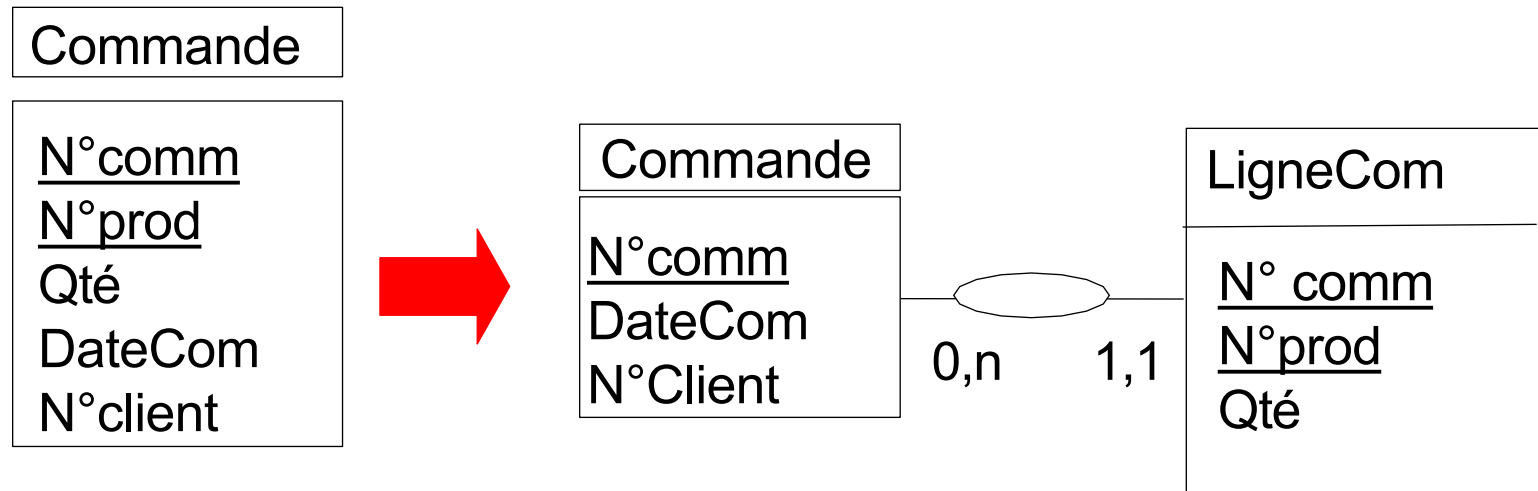 Commande
N°comm
N°prod
Qté
DateCom
N°client
Commande
N°comm
DateCom
N°Client
0,n
1,1
LigneCom
N° comm
N°prod
Qté